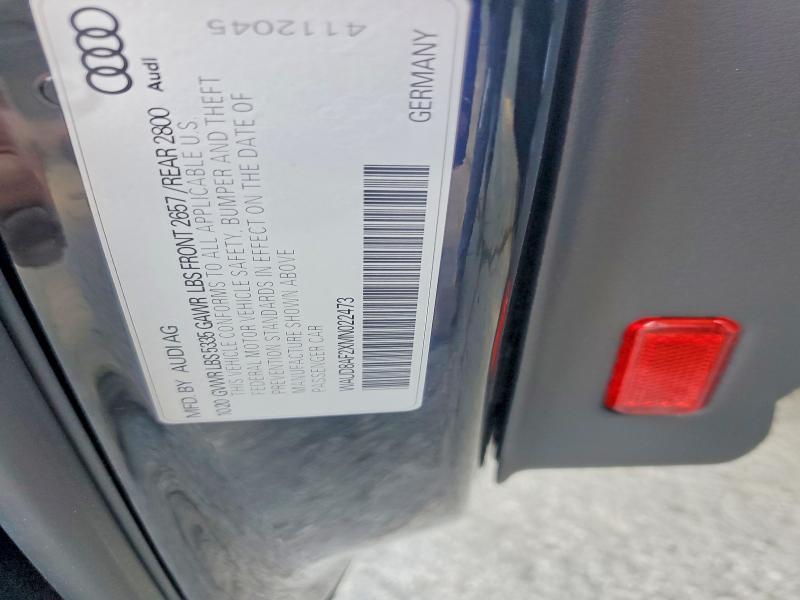 Audi
MFD. BY AUDI AG
10.20 GVWR LBS 5335 GAWR LBS FRONT 2657 / REAR 2800
THIS VEHICLE CONFORMS TO ALL APPLICABLE U.S.
FEDERAL MOTOR VEHICLE SAFETY, BUMPER AND THEFT
PREVENTION STANDARDS IN EFFECT ON THE DATE OF
MANUFACTURE SHOWN ABOVE
PASSENGER CAR
WAUD8AF2XMN022473
GERMANY
4112045